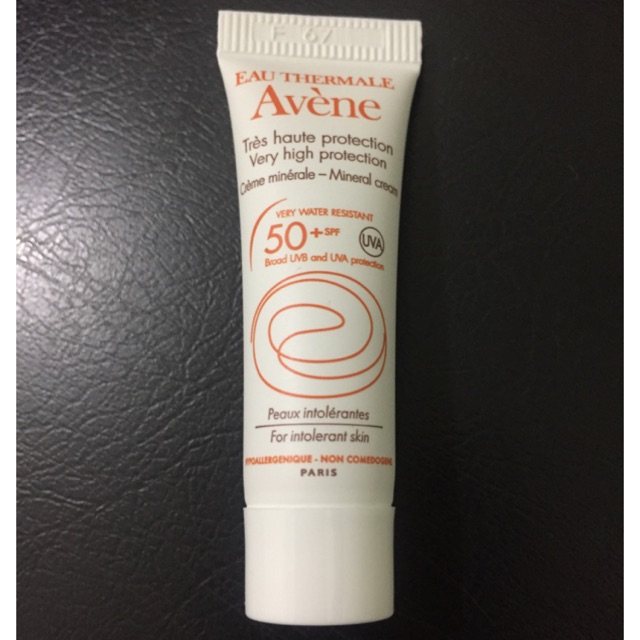 F 67
EAU THERMALE
Avène
Très haute protection
Very high protection
Crème minérale – Mineral cream
VERY WATER RESISTANT
50+ SPF UVA
Broad UVB and UVA protection
Peaux intolérantes
For intolerant skin
HYPOALLERGENIQUE - NON COMEDOGENE
PARIS